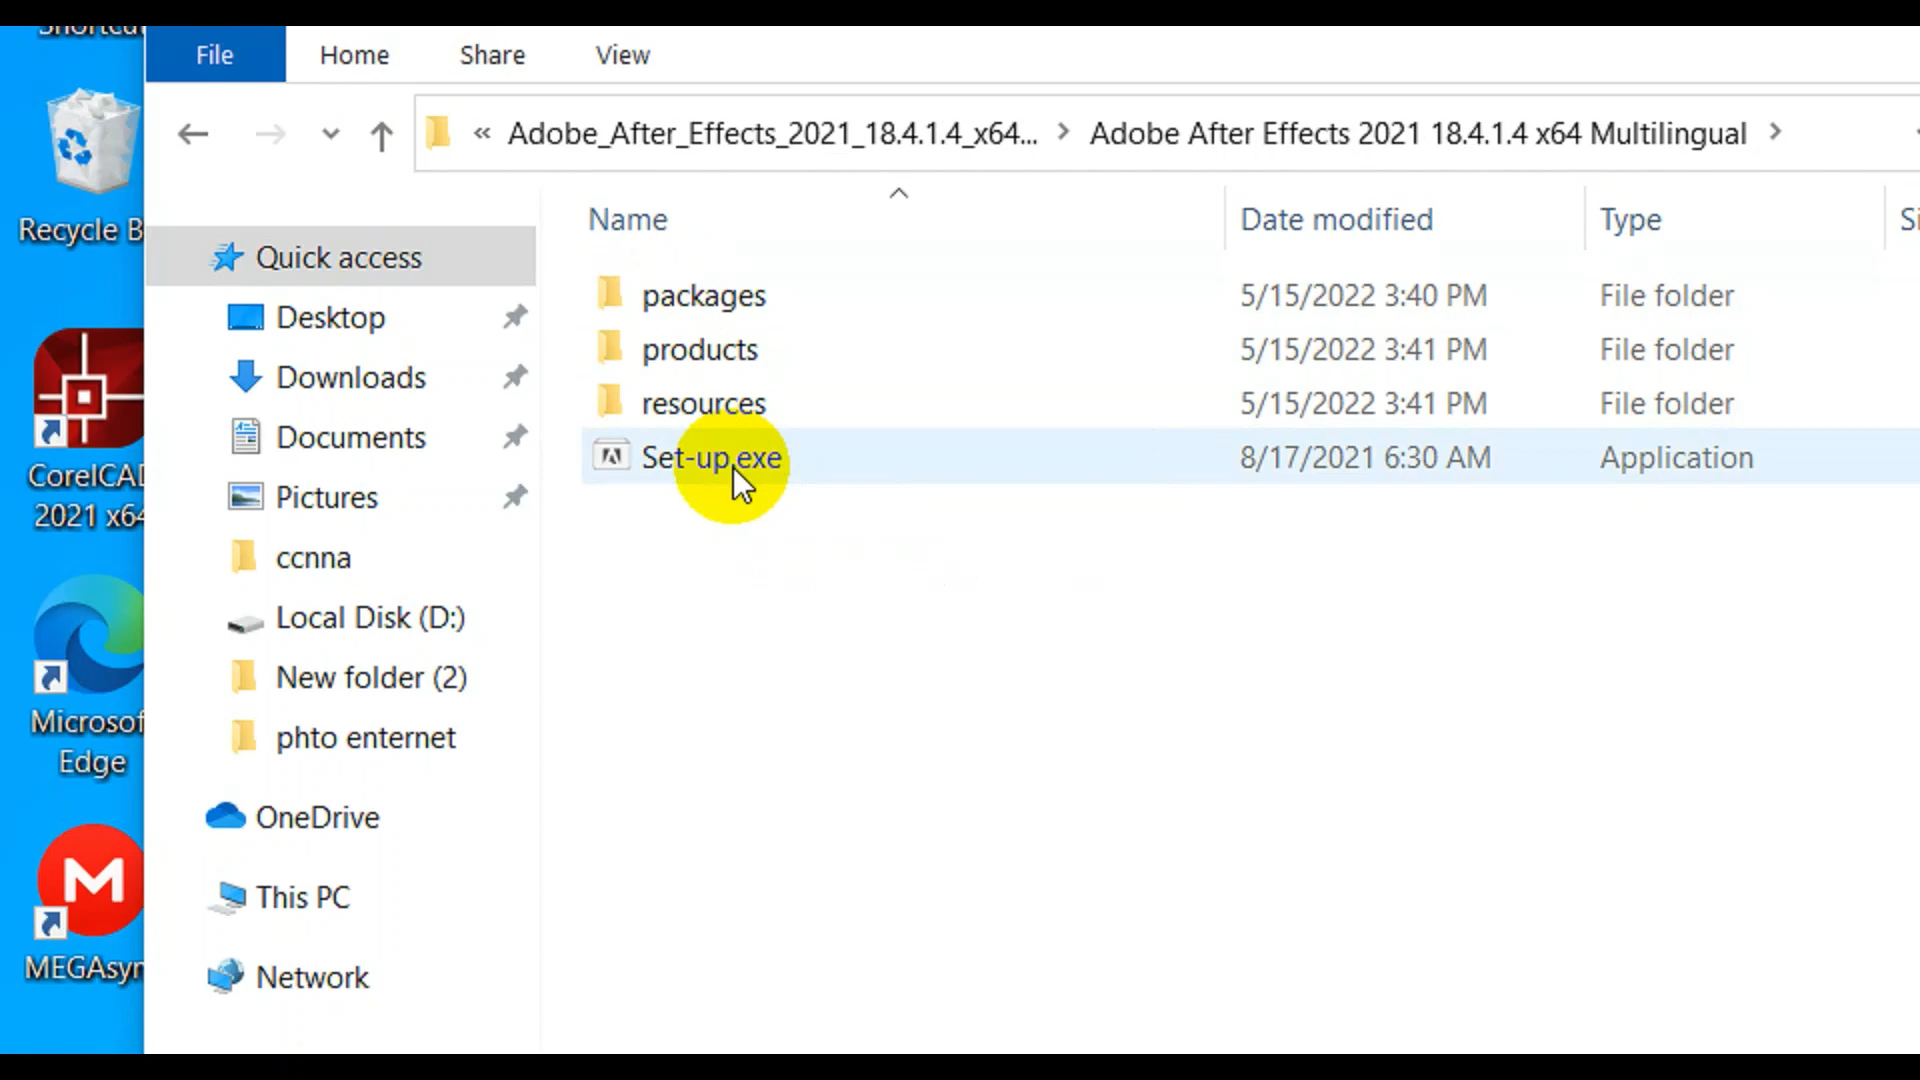 File Home Share View
« Adobe_After_Effects_2021_18.4.1.4_x64... > Adobe After Effects 2021 18.4.1.4 x64 Multilingual >
Name Date modified Type
packages 5/15/2022 3:40 PM File folder
products 5/15/2022 3:41 PM File folder
resources 5/15/2022 3:41 PM File folder
Set-up.exe 8/17/2021 6:30 AM Application
Quick access
Desktop
Downloads
Documents
Pictures
ccnna
Local Disk (D:)
New folder (2)
phto enternet
OneDrive
This PC
Network
Recycle B
CorelCAD
2021 x64
Microsof
Edge
MEGAsyn